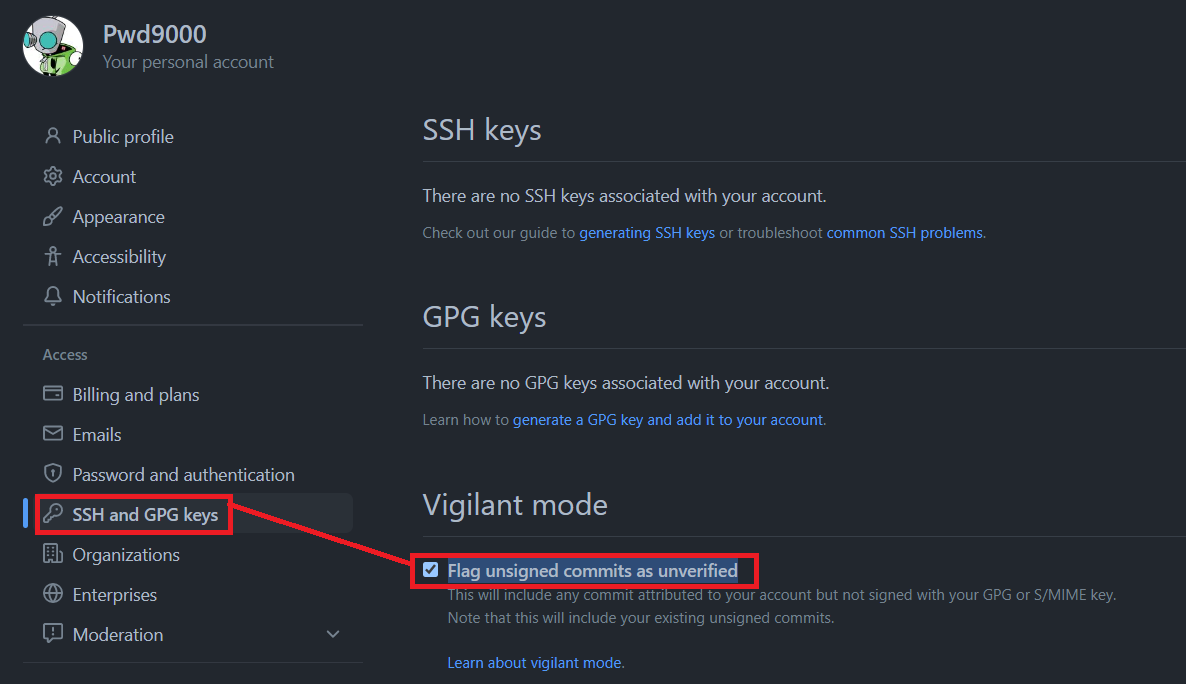 Pwd9000
Your personal account
Public profile
Account
Appearance
Accessibility
Notifications
Access
Billing and plans
Emails
Password and authentication
SSH and GPG keys
Organizations
Enterprises
Moderation
SSH keys
There are no SSH keys associated with your account.
Check out our guide to generating SSH keys or troubleshoot common SSH problems.
GPG keys
There are no GPG keys associated with your account.
Learn how to generate a GPG key and add it to your account.
Vigilant mode
Flag unsigned commits as unverified
This will include any commit attributed to your account but not signed with your GPG or S/MIME key.
Note that this will include your existing unsigned commits.
Learn about vigilant mode.